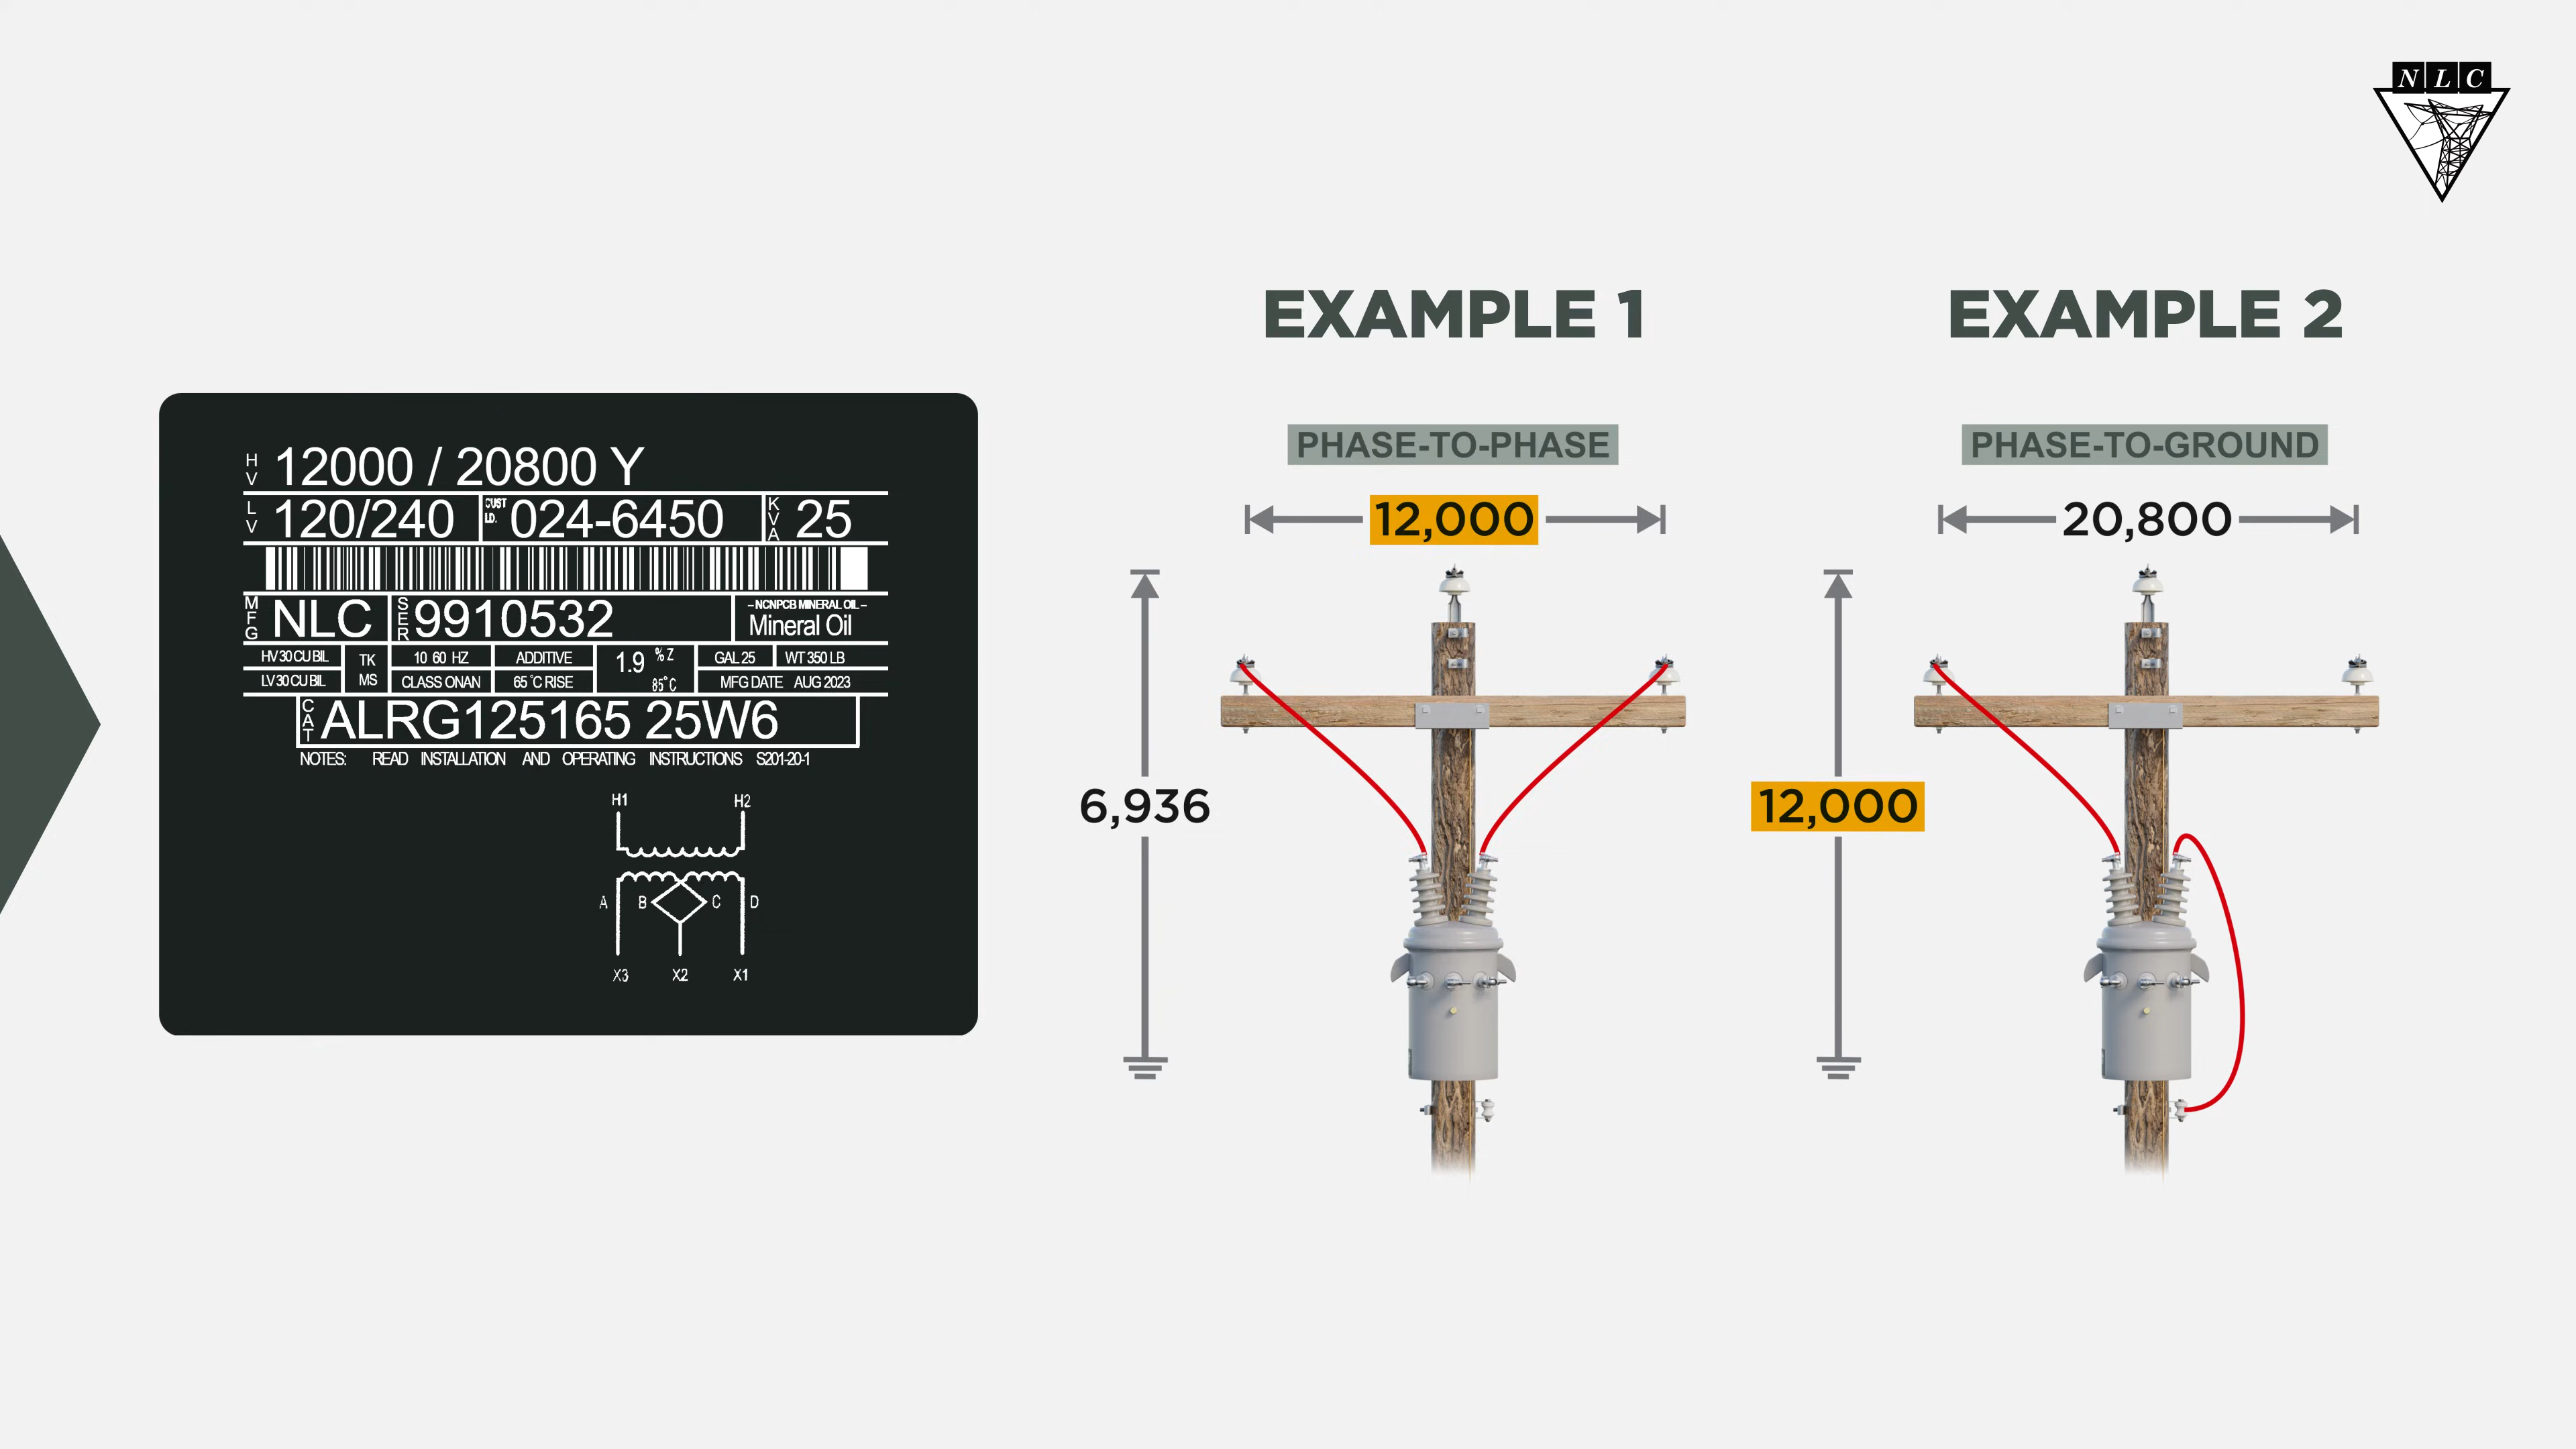 NLC
EXAMPLE 1
EXAMPLE 2
PHASE-TO-PHASE
PHASE-TO-GROUND
12,000
20,800
6,936
12,000
HV 12000 / 20800 Y
LV 120/240 CUST I.D. 024-6450 KVA 25
MFG NLC SER 9910532 –NCNPCB MINERAL OIL– Mineral Oil
HV 30 CU BIL TK 10 60 HZ ADDITIVE 1.9 %Z GAL 25 WT 350 LB
LV 30 CU BIL MS CLASS ONAN 65°C RISE 85°C MFG DATE AUG 2023
CAT ALRG125165 25W6
NOTES: READ INSTALLATION AND OPERATING INSTRUCTIONS S201-20-1
H1 H2
A B C D
X3 X2 X1